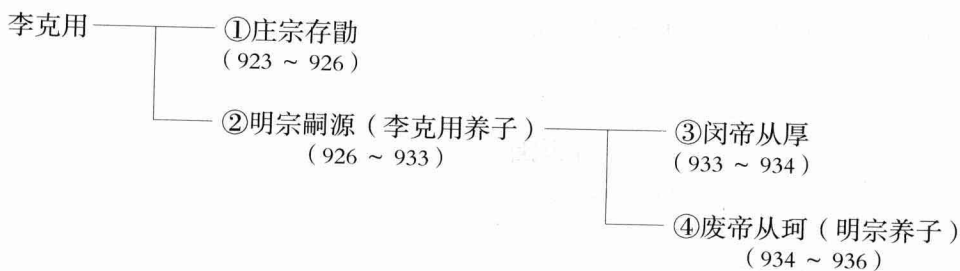 李克用 ①庄宗存勖
(923 ~ 926)
②明宗嗣源(李克用养子) ③闵帝从厚
(926 ~ 933) (933 ~ 934)
④废帝从珂(明宗养子)
(934 ~ 936)